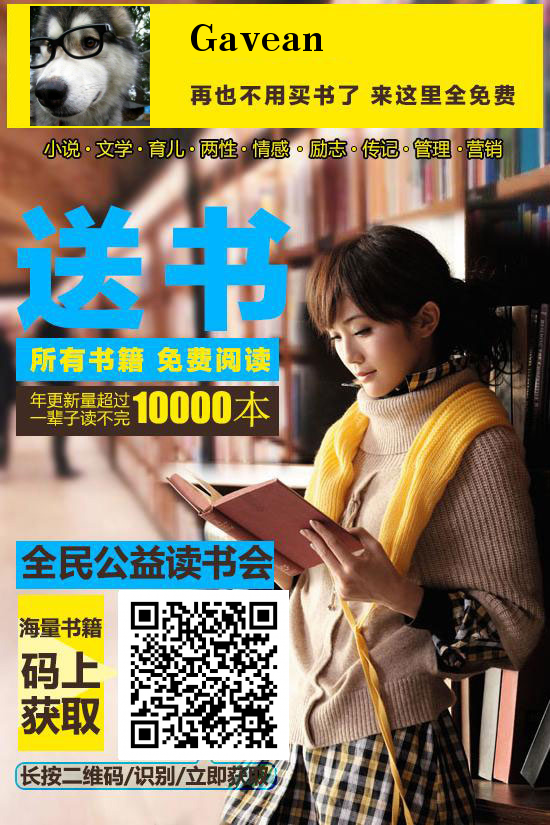 Gavean
再也不用买书了 来这里全免费
小说·文学·育儿·两性·情感·励志·传记·管理·营销
送书
所有书籍 免费阅读
年更新量超过
一辈子读不完
10000本
全民公益读书会
海量书籍
码上
获取
长按二维码/识别/立即获取